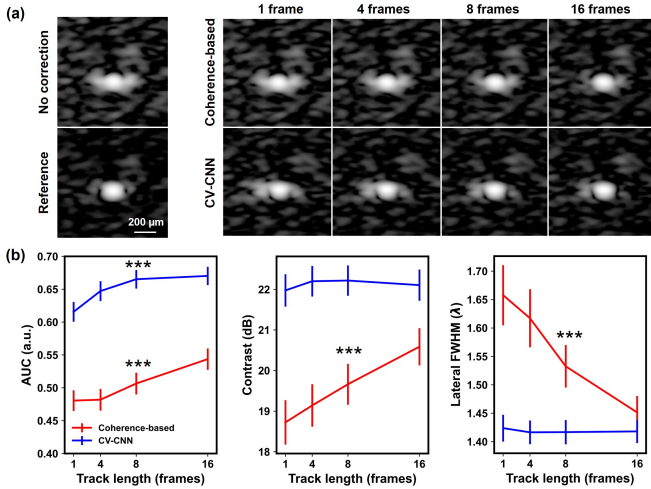 (a)
1 frame 4 frames 8 frames 16 frames
No correction
Coherence-based
Reference
CV-CNN
200 µm
(b)
AUC (a.u.)
0.70
0.65
0.60
0.55
0.50
0.45
0.40
***
***
Coherence-based
CV-CNN
1 4 8 16
Track length (frames)
Contrast (dB)
22
20
18
***
1 4 8 16
Track length (frames)
Lateral FWHM (λ)
1.70
1.65
1.60
1.55
1.50
1.45
1.40
***
1 4 8 16
Track length (frames)